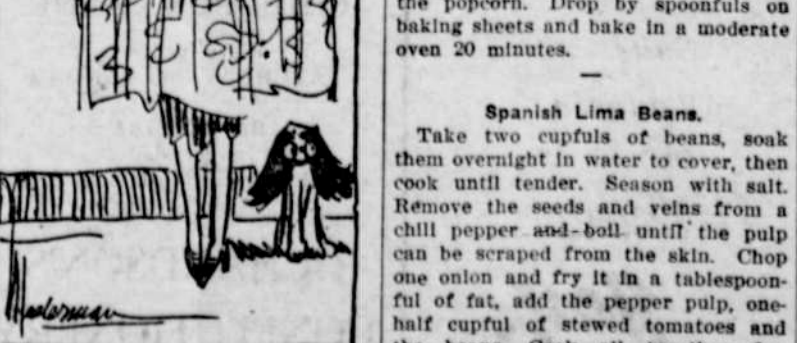 the popcorn. Drop by spoonfuls on
baking sheets and bake in a moderate
oven 20 minutes.
Spanish Lima Beans.
Take two cupfuls of beans, soak
them overnight in water to cover, then
cook until tender. Season with salt.
Remove the seeds and veins from a
chili pepper and boil until the pulp
can be scraped from the skin. Chop
one onion and fry it in a tablespoon-
ful of fat, add the pepper pulp, one-
half cupful of stewed tomatoes and
the beans.